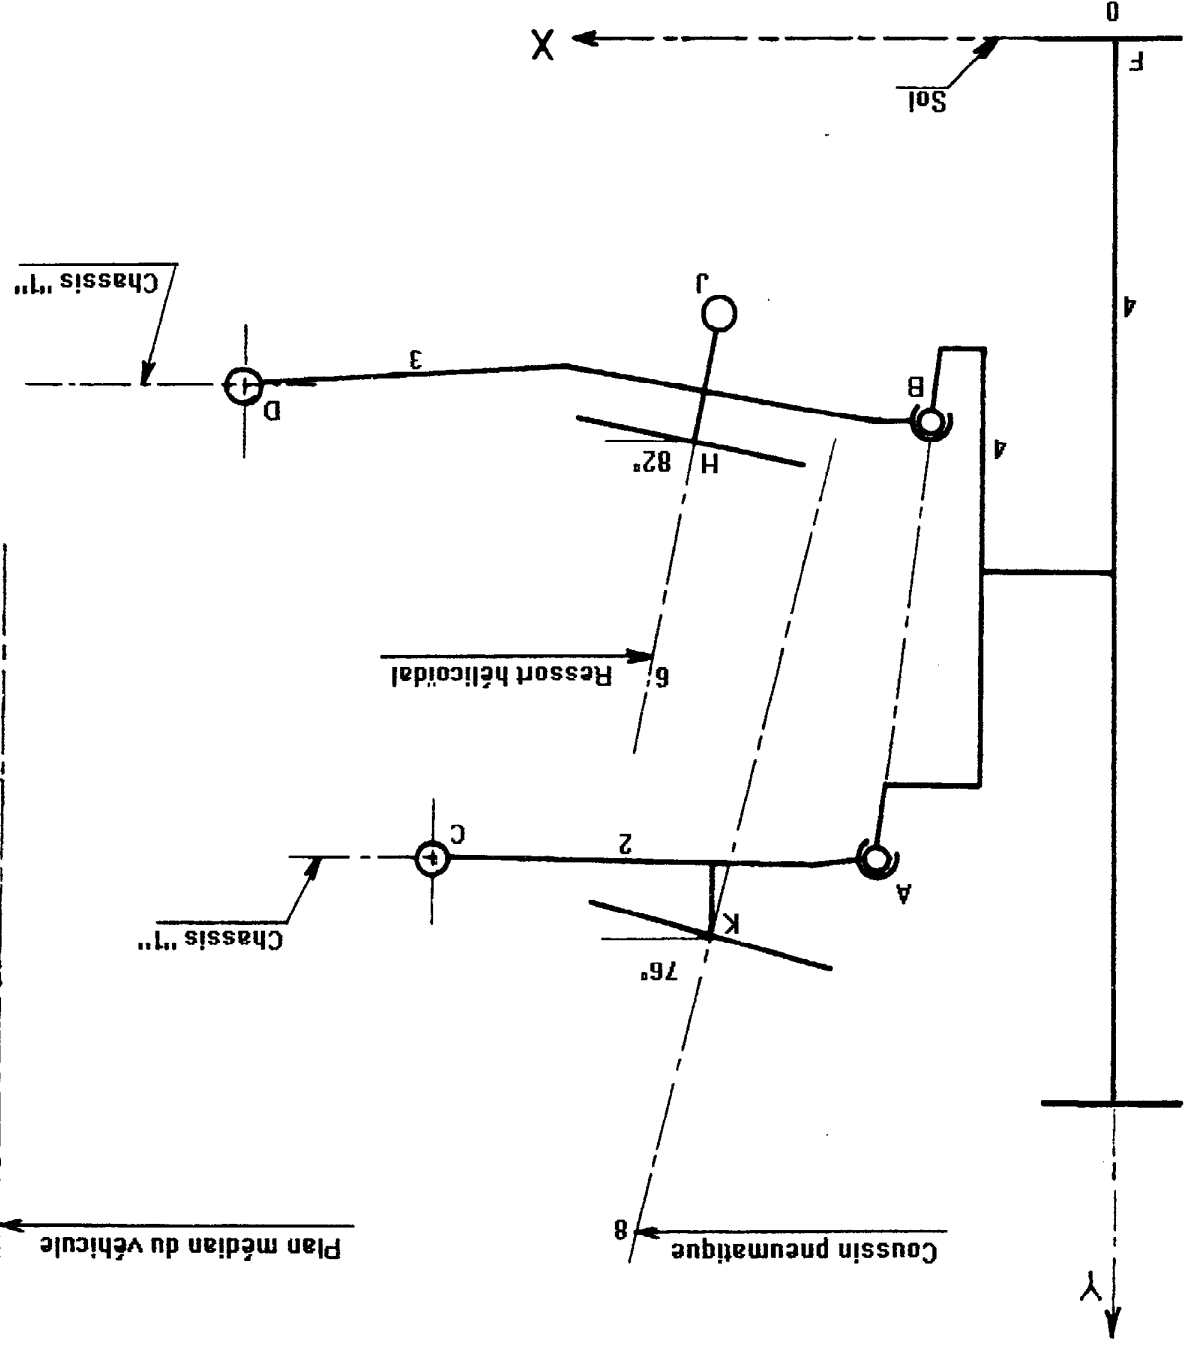 Y
Coussin pneumatique
8
Plan médian du véhicule
76°
K
Chassis "1"
A
2
C
6
Ressort hélicoïdal
4
H
82°
B
D
3
J
4
Chassis "1"
Sol
F
X
0